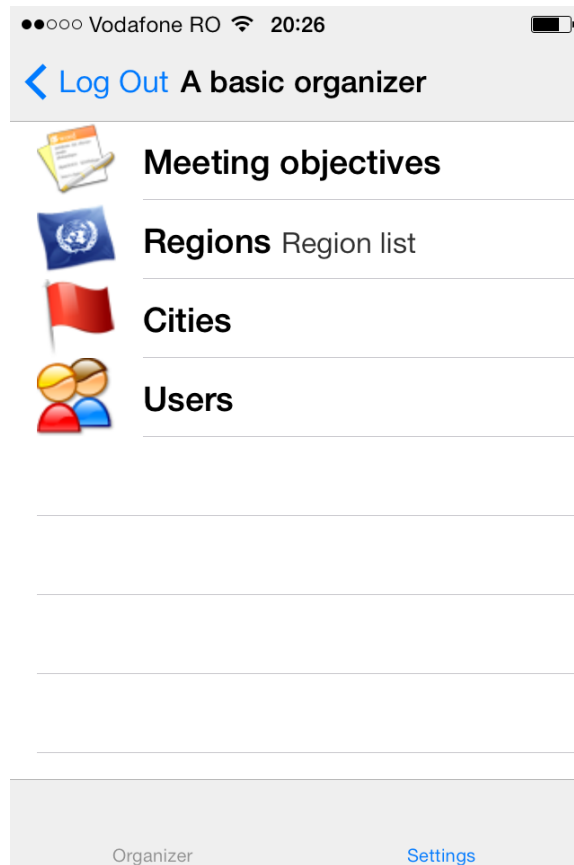 Vodafone RO 20:26
Log Out A basic organizer
Meeting objectives
Regions Region list
Cities
Users
Organizer Settings